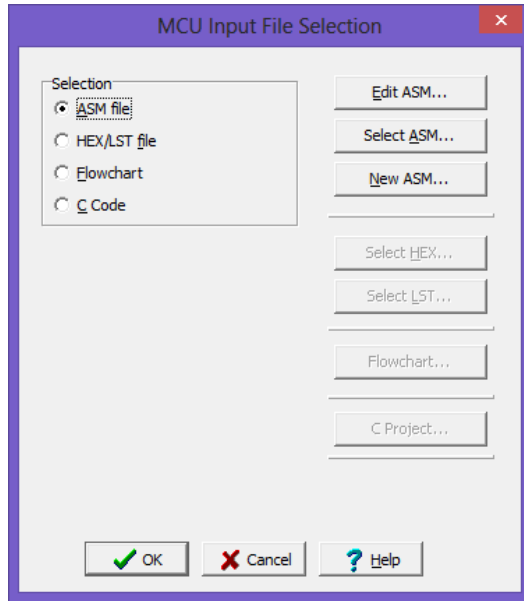 MCU Input File Selection
Selection
ASM file
HEX/LST file
Flowchart
C Code
Edit ASM...
Select ASM...
New ASM...
Select HEX...
Select LST...
Flowchart...
C Project...
OK
Cancel
Help